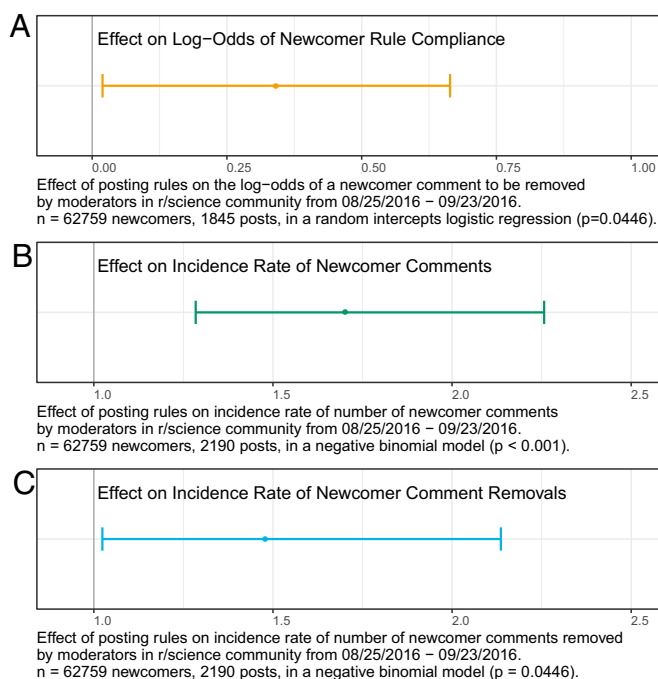 A
Effect on Log−Odds of Newcomer Rule Compliance
0.00 0.25 0.50 0.75 1.00
Effect of posting rules on the log−odds of a newcomer comment to be removed
by moderators in r/science community from 08/25/2016 − 09/23/2016.
n = 62759 newcomers, 1845 posts, in a random intercepts logistic regression (p=0.0446).
B
Effect on Incidence Rate of Newcomer Comments
1.0 1.5 2.0 2.5
Effect of posting rules on incidence rate of number of newcomer comments
by moderators in r/science community from 08/25/2016 − 09/23/2016.
n = 62759 newcomers, 2190 posts, in a negative binomial model (p < 0.001).
C
Effect on Incidence Rate of Newcomer Comment Removals
1.0 1.5 2.0 2.5
Effect of posting rules on incidence rate of number of newcomer comments removed
by moderators in r/science community from 08/25/2016 − 09/23/2016.
n = 62759 newcomers, 2190 posts, in a negative binomial model (p = 0.0446).